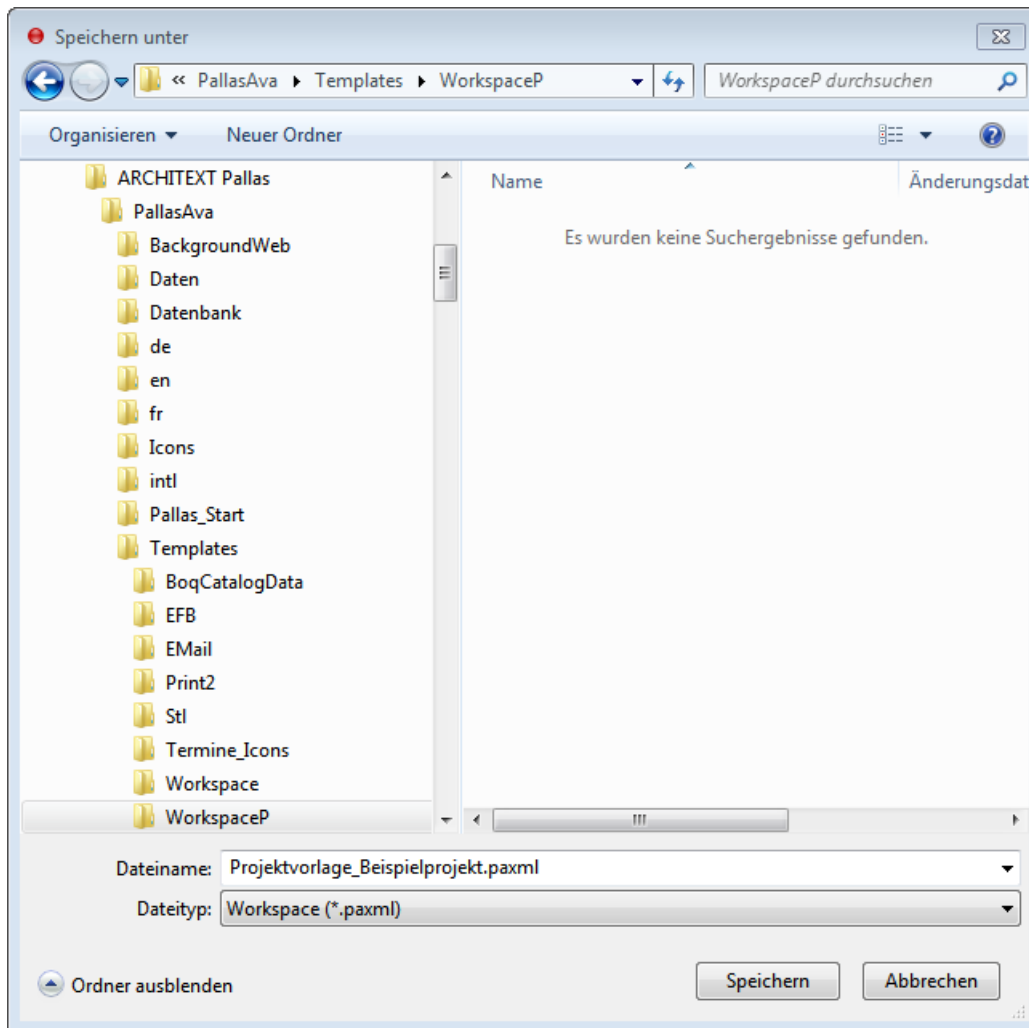 Speichern unter
« PallasAva ▸ Templates ▸ WorkspaceP
WorkspaceP durchsuchen
Organisieren Neuer Ordner
ARCHITEXT Pallas
PallasAva
BackgroundWeb
Daten
Datenbank
de
en
fr
Icons
intl
Pallas_Start
Templates
BoqCatalogData
EFB
EMail
Print2
Stl
Termine_Icons
Workspace
WorkspaceP
Name Änderungsdat
Es wurden keine Suchergebnisse gefunden.
Dateiname: Projektvorlage_Beispielprojekt.paxml
Dateityp: Workspace (*.paxml)
Ordner ausblenden Speichern Abbrechen